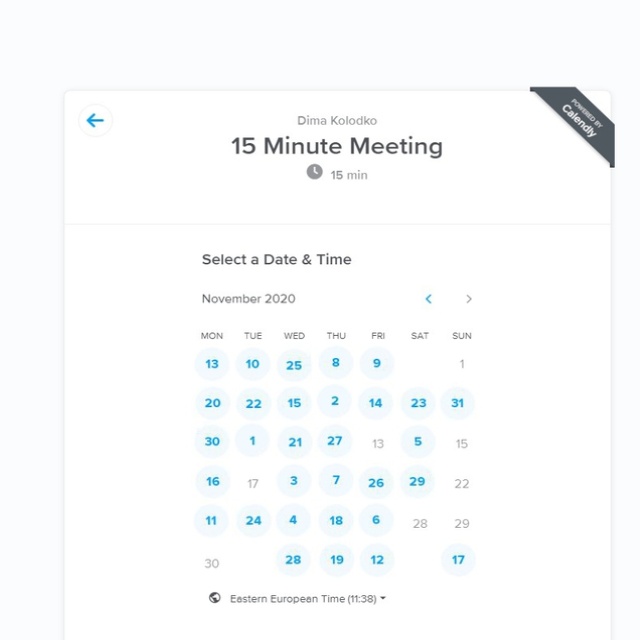 POWERED BY
Calendly
Dima Kolodko
15 Minute Meeting
15 min
Select a Date & Time
November 2020
MON TUE WED THU FRI SAT SUN
13 10 25 8 9 1
20 22 15 2 14 23 31
30 1 21 27 13 5 15
16 17 3 7 26 29 22
11 24 4 18 6 28 29
30 28 19 12 17
Eastern European Time (11:38)